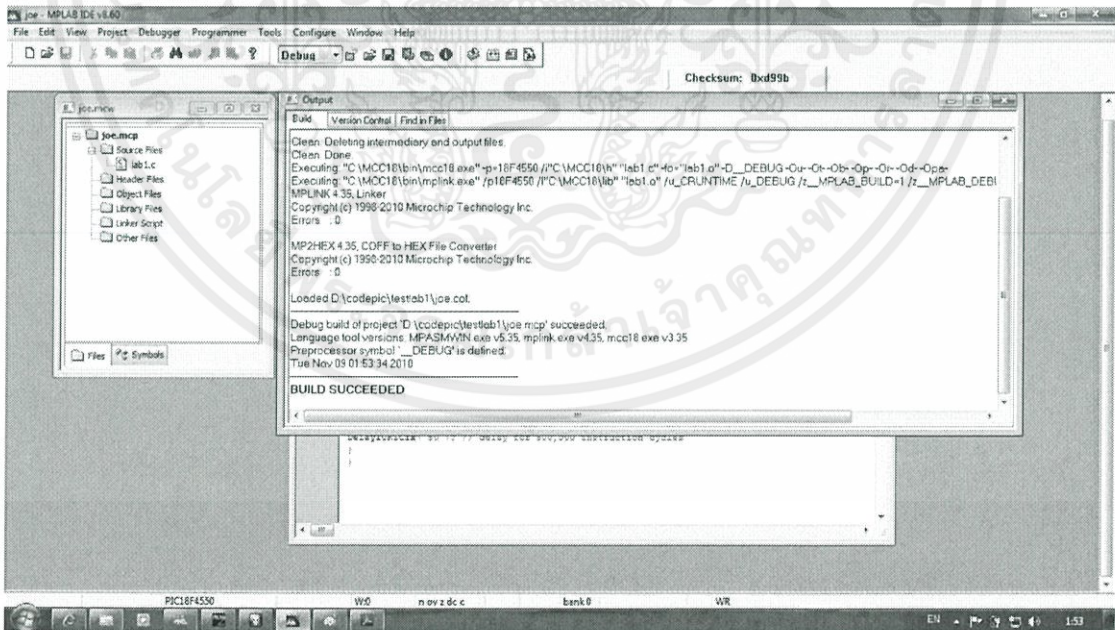 joe - MPLAB IDE v8.60
File Edit View Project Debugger Programmer Tools Configure Window Help
Debug
Checksum: 0xd99b
joe.mcw
joe.mcp
Source Files
lab1.c
Header Files
Object Files
Library Files
Linker Script
Other Files
Files Symbols
Output
Build Version Control Find in Files
Clean: Deleting intermediary and output files.
Clean: Done.
Executing: "C:\MCC18\bin\mcc18.exe" -p=18F4550 /i"C:\MCC18\h" "lab1.c" -fo="lab1.o" -D__DEBUG -Ou- -Ot- -Ob- -Op- -Or- -Od- -Opa-
Executing: "C:\MCC18\bin\mplink.exe" /p18F4550 /l"C:\MCC18\lib" "lab1.o" /u_CRUNTIME /u_DEBUG /z__MPLAB_BUILD=1 /z__MPLAB_DEBU
MPLINK 4.35, Linker
Copyright (c) 1998-2010 Microchip Technology Inc.
Errors : 0
MP2HEX 4.35, COFF to HEX File Converter
Copyright (c) 1998-2010 Microchip Technology Inc.
Errors : 0
Loaded D:\codepic\testlab1\joe.cof.
Debug build of project 'D:\codepic\testlab1\joe.mcp' succeeded.
Language tool versions: MPASMWIN.exe v5.35, mplink.exe v4.35, mcc18.exe v3.35
Preprocessor symbol '__DEBUG' is defined.
Tue Nov 09 01:53:34 2010
BUILD SUCCEEDED
instruction cycles
}
}
PIC18F4550 W:0 n ov z dc c bank 0 WR
EN 1:53